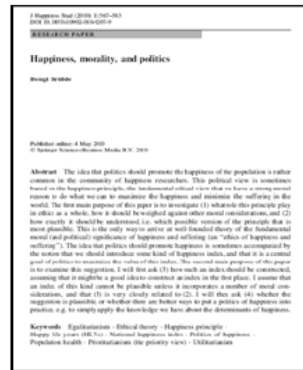 J Happiness Stud (2010) 11:567–583
DOI
RESEARCH PAPER
Happiness, morality, and politics
Bengt Brülde
Published online: 4 May 2010
© Springer Science+Business Media B.V. 2010
Abstract The idea that politics should promote the happiness of the population is rather
common in the community of happiness researchers. This political view is sometimes
based on the happiness principle, the fundamental ethical view that we have a strong moral
reason to do what we can to maximize the happiness and minimize the suffering in the
world. The first main purpose of this paper is to investigate (1) what role this principle play
in ethics as a whole, how it should be weighed against other moral considerations, and (2)
how exactly it should be understood, i.e. which possible version of the principle that is
most plausible. This is the only way to arrive at well-founded theory of the fundamental
moral (and political) significance of happiness and suffering (an "ethics of happiness and
suffering"). The idea that politics should promote happiness is sometimes accompanied by
the notion that we should introduce some kind of happiness index, and that it is a central
goal of politics to maximize the value of this index. The second main purpose of this paper
is to examine this suggestion. I will first ask (3) how such an index should be constructed,
assuming that it might be a good idea to construct an index in the first place. I assume that
an index of this kind cannot be plausible unless it incorporates a number of moral con-
siderations, and that (3) is very closely related to (2). I will then ask (4) whether the
suggestion is plausible, or whether there are better ways to put a politics of happiness into
practice, e.g. to simply apply the knowledge we have about the determinants of happiness.
Keywords Egalitarianism · Ethical theory · Happiness principle ·
Happy life years (HLYs) · National happiness index · Politics of happiness ·
Population health · Prioritarianism (the priority view) · Utilitarianism